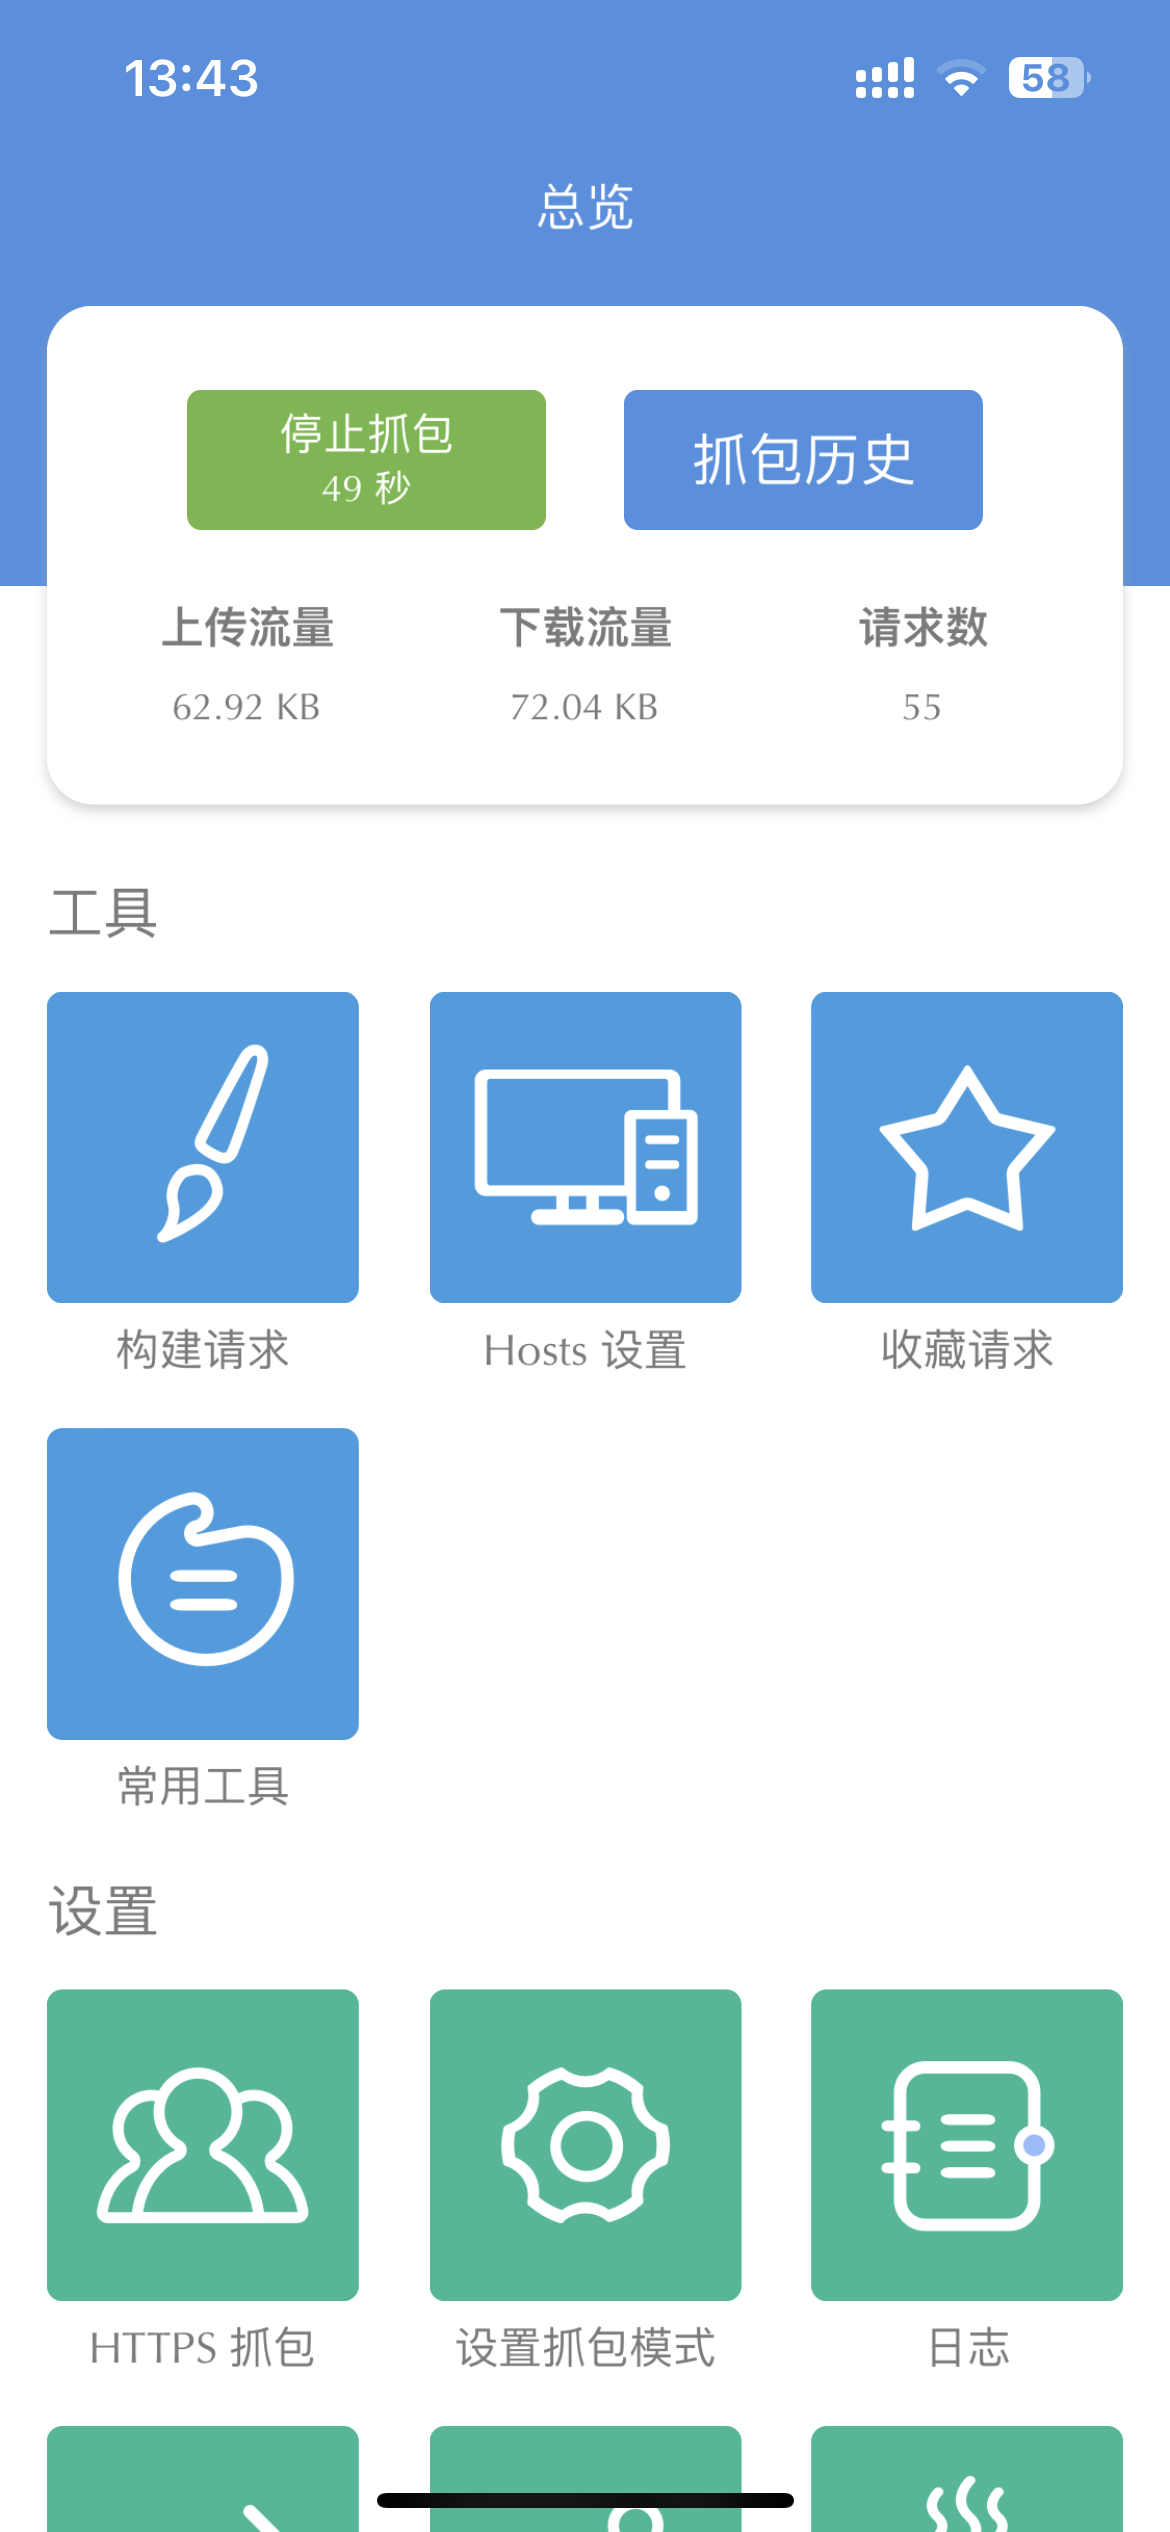 13:43
58
总览
停止抓包
49 秒
抓包历史
上传流量
下载流量
请求数
62.92 KB
72.04 KB
55
工具
构建请求
Hosts 设置
收藏请求
常用工具
设置
HTTPS 抓包
设置抓包模式
日志